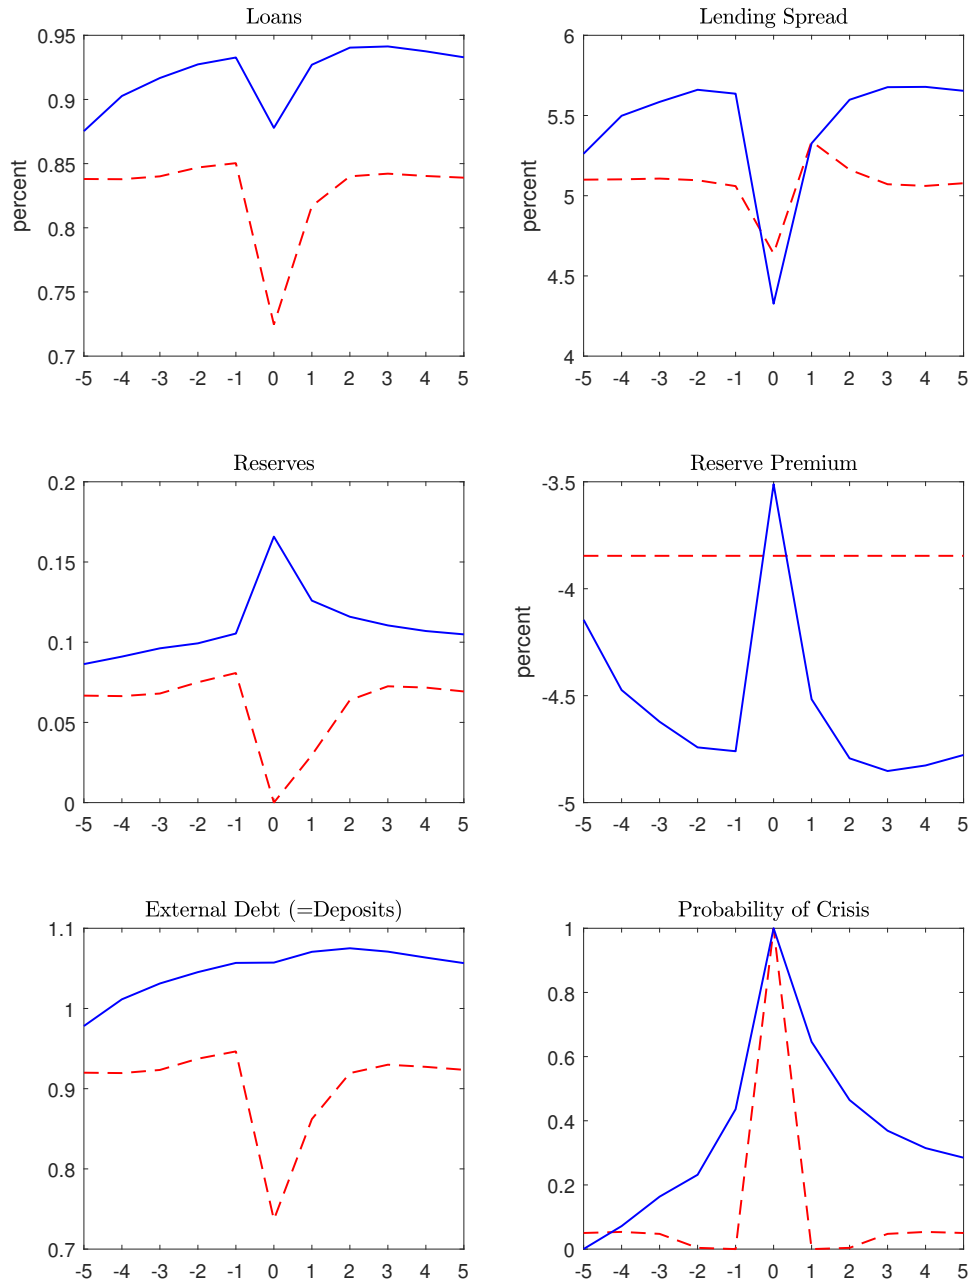 Loans
percent
0.95
0.9
0.85
0.8
0.75
0.7
-5 -4 -3 -2 -1 0 1 2 3 4 5
Lending Spread
percent
6
5.5
5
4.5
4
-5 -4 -3 -2 -1 0 1 2 3 4 5
Reserves
0.2
0.15
0.1
0.05
0
-5 -4 -3 -2 -1 0 1 2 3 4 5
Reserve Premium
percent
-3.5
-4
-4.5
-5
-5 -4 -3 -2 -1 0 1 2 3 4 5
External Debt (=Deposits)
1.1
1
0.9
0.8
0.7
-5 -4 -3 -2 -1 0 1 2 3 4 5
Probability of Crisis
1
0.8
0.6
0.4
0.2
0
-5 -4 -3 -2 -1 0 1 2 3 4 5